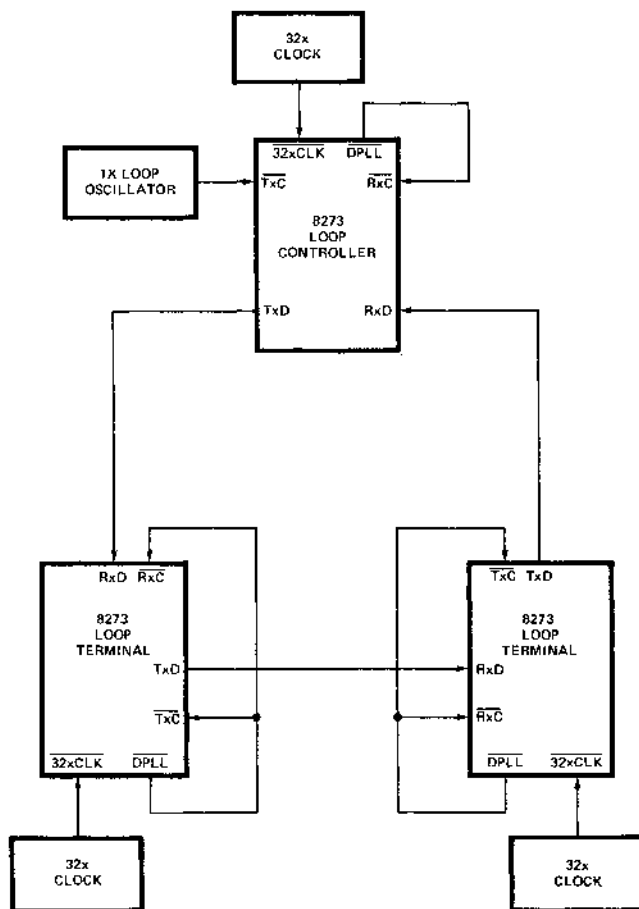 32x
CLOCK
1X LOOP
OSCILLATOR
32xCLK DPLL
TxC RxC
8273
LOOP
CONTROLLER
TxD RxD
RxD RxC
8273
LOOP
TERMINAL
TxD
TxC
32xCLK DPLL
32x
CLOCK
TxC TxD
8273
LOOP
TERMINAL
RxD
RxC
DPLL 32xCLK
32x
CLOCK